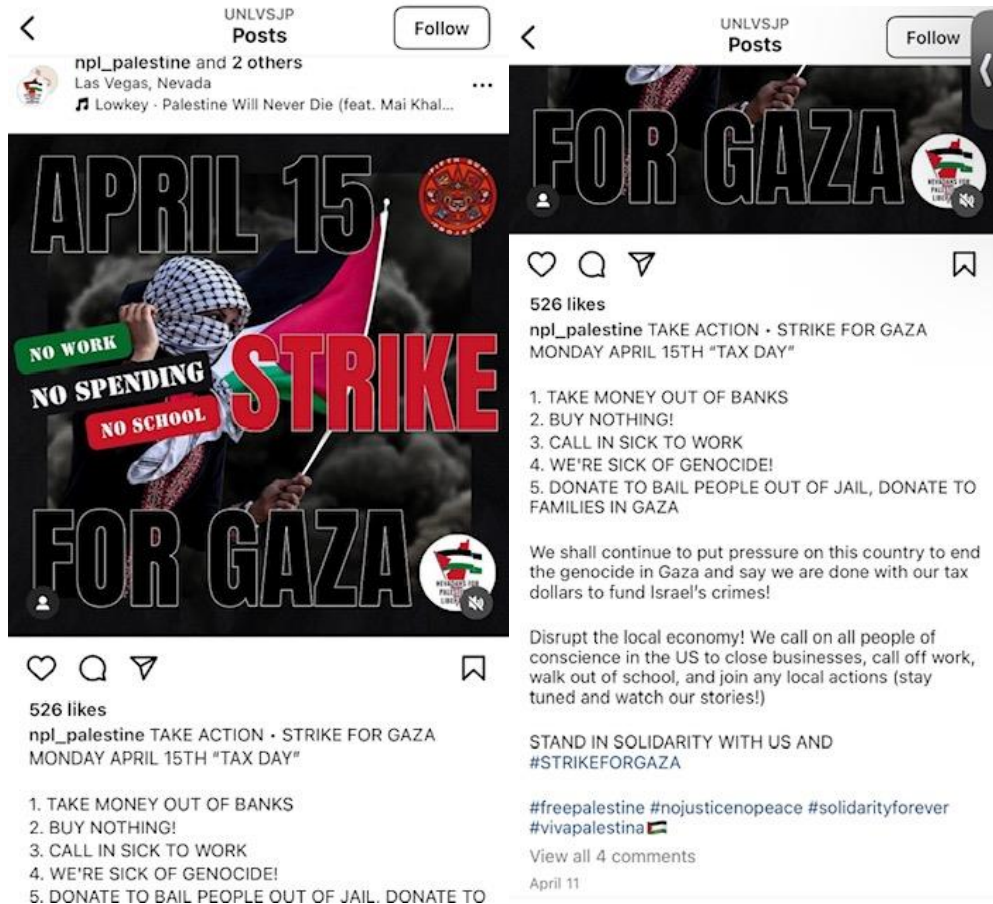 UNLVSJP
Posts
Follow
npl_palestine and 2 others
Las Vegas, Nevada
Lowkey · Palestine Will Never Die (feat. Mai Khal...
APRIL 15
FIFTH SUN
PROJECT
NO WORK
NO SPENDING
NO SCHOOL
STRIKE
FOR GAZA
NEVADANS FOR
526 likes
npl_palestine TAKE ACTION • STRIKE FOR GAZA
MONDAY APRIL 15TH “TAX DAY”
1. TAKE MONEY OUT OF BANKS
2. BUY NOTHING!
3. CALL IN SICK TO WORK
4. WE'RE SICK OF GENOCIDE!
5. DONATE TO BAIL PEOPLE OUT OF JAIL, DONATE TO
UNLVSJP
Posts
Follow
FOR GAZA
NEVADANS FOR
526 likes
npl_palestine TAKE ACTION • STRIKE FOR GAZA
MONDAY APRIL 15TH “TAX DAY”
1. TAKE MONEY OUT OF BANKS
2. BUY NOTHING!
3. CALL IN SICK TO WORK
4. WE'RE SICK OF GENOCIDE!
5. DONATE TO BAIL PEOPLE OUT OF JAIL, DONATE TO
FAMILIES IN GAZA
We shall continue to put pressure on this country to end
the genocide in Gaza and say we are done with our tax
dollars to fund Israel's crimes!
Disrupt the local economy! We call on all people of
conscience in the US to close businesses, call off work,
walk out of school, and join any local actions (stay
tuned and watch our stories!)
STAND IN SOLIDARITY WITH US AND
#STRIKEFORGAZA
#freepalestine #nojusticenopeace #solidarityforever
#vivapalestina🇵🇸
View all 4 comments
April 11